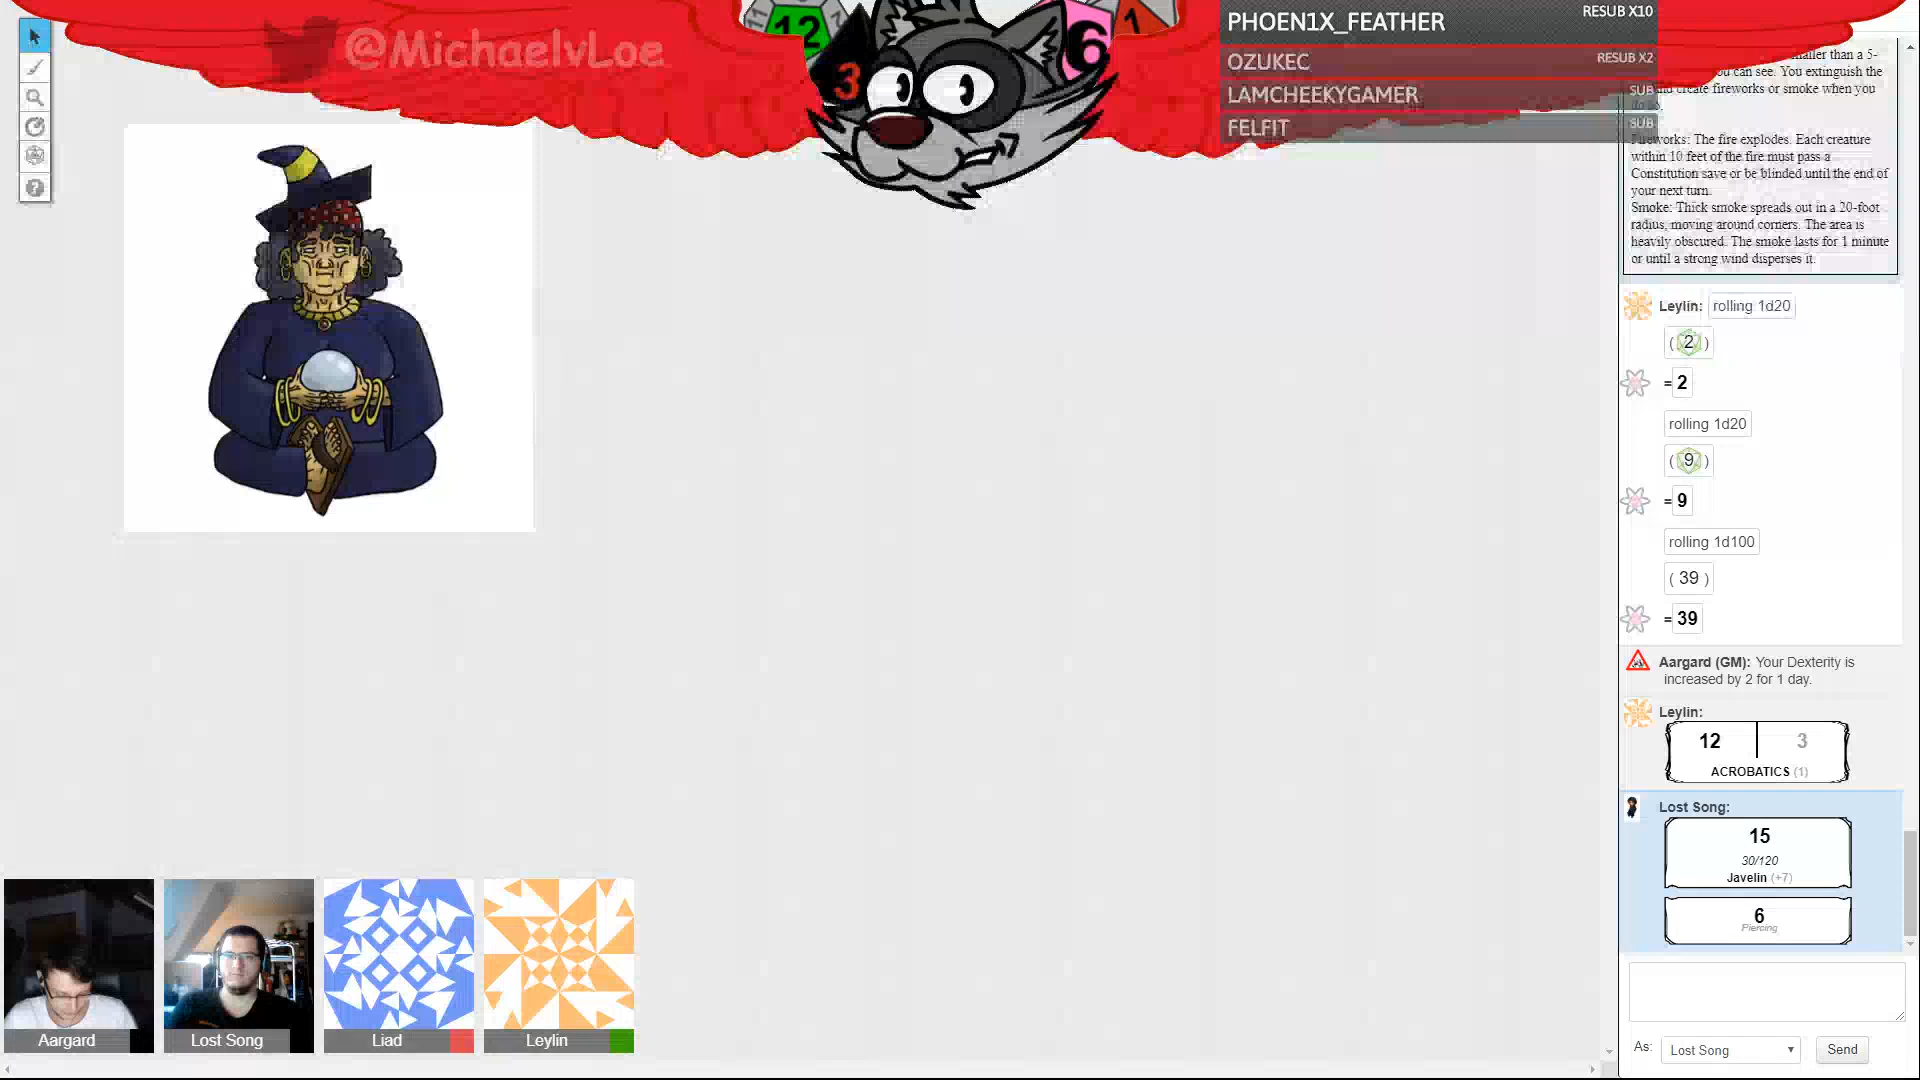 @MichaelvLoe
12
3
6
1
PHOEN1X_FEATHER RESUB X10
OZUKEC RESUB X2
LAMCHEEKYGAMER SUB
FELFIT SUB
than a 5-
can see. You extinguish the
create fireworks or smoke when you
Fireworks: The fire explodes. Each creature
within 10 feet of the fire must pass a
Constitution save or be blinded until the end of
your next turn.
Smoke: Thick smoke spreads out in a 20-foot
radius, moving around corners. The area is
heavily obscured. The smoke lasts for 1 minute
or until a strong wind disperses it.
Leylin: rolling 1d20
( 2 )
= 2
rolling 1d20
( 9 )
= 9
rolling 1d100
( 39 )
= 39
Aargard (GM): Your Dexterity is
increased by 2 for 1 day.
Leylin:
12 3
ACROBATICS (1)
Lost Song:
15
30/120
Javelin (+7)
6
Piercing
As: Lost Song Send
Aargard
Lost Song
Liad
Leylin